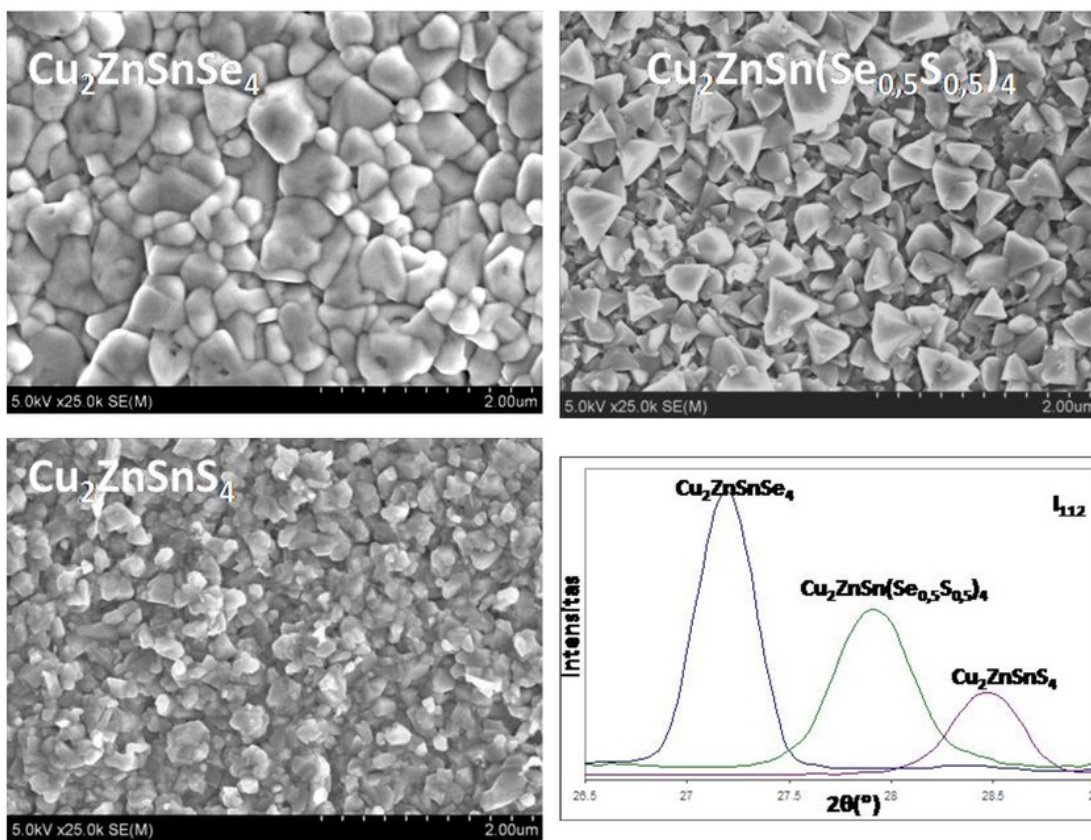 Cu₂ZnSnSe₄
5.0kV x25.0k SE(M) 2.00um
Cu₂ZnSn(Se₀,₅S₀,₅)₄
5.0kV x25.0k SE(M) 2.00um
Cu₂ZnSnS₄
5.0kV x25.0k SE(M) 2.00um
Cu₂ZnSnSe₄
I₁₁₂
Cu₂ZnSn(Se₀,₅S₀,₅)₄
Cu₂ZnSnS₄
Intensitas
26.5 27 27.5 28 28.5
2θ(°)